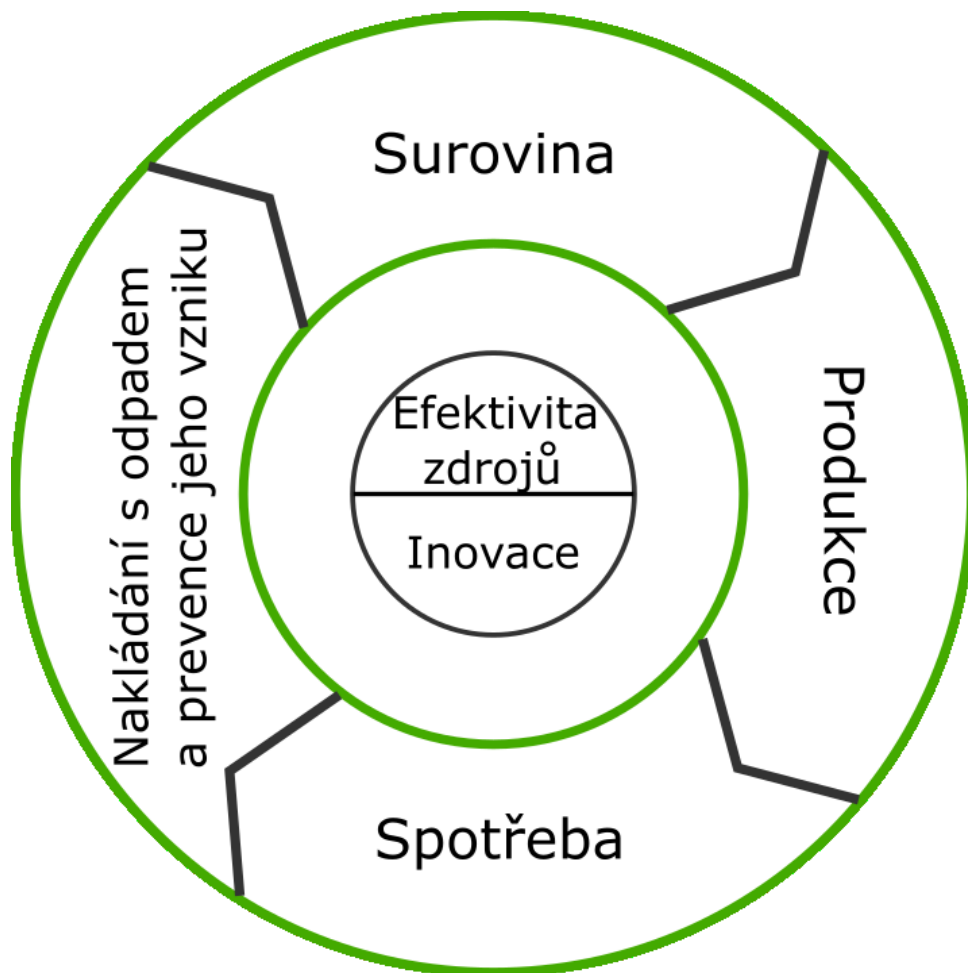 Surovina
Produkce
Spotřeba
Nakládání s odpadem
a prevence jeho vzniku
Efektivita
zdrojů
Inovace